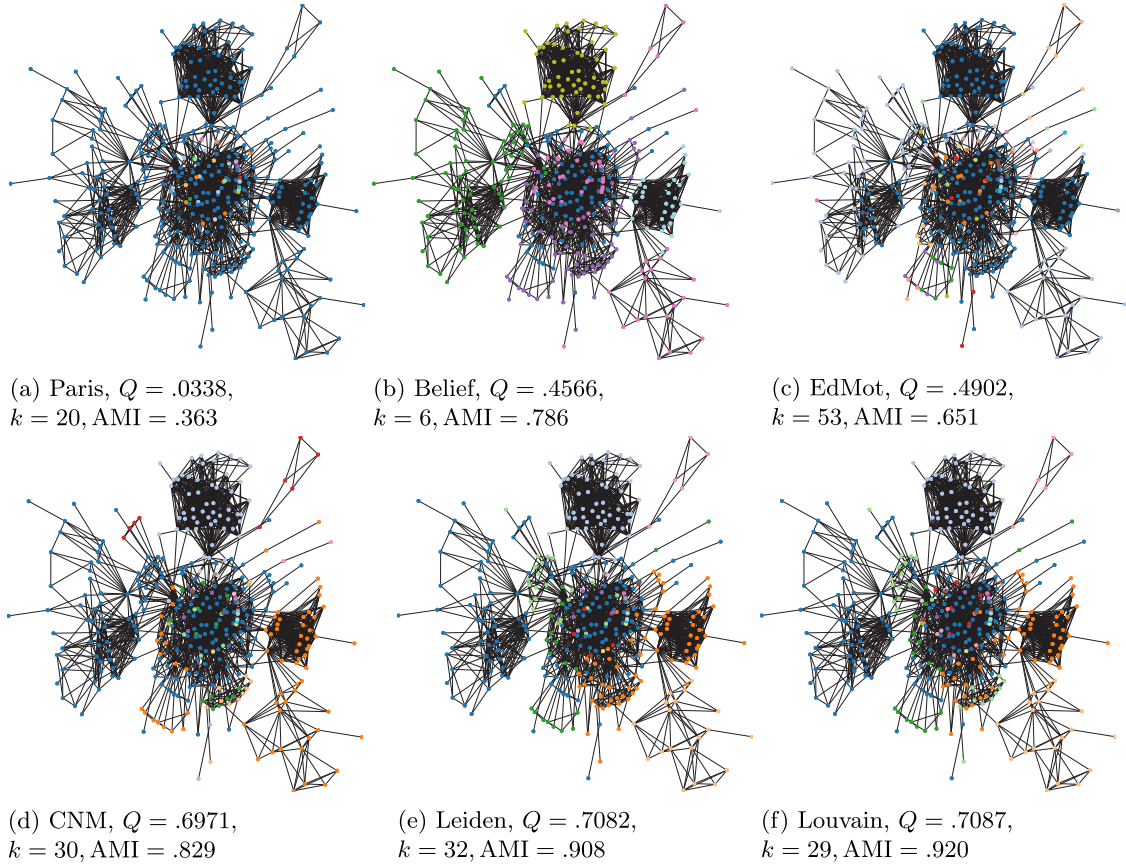 (a) Paris, Q = .0338,
k = 20, AMI = .363
(b) Belief, Q = .4566,
k = 6, AMI = .786
(c) EdMot, Q = .4902,
k = 53, AMI = .651
(d) CNM, Q = .6971,
k = 30, AMI = .829
(e) Leiden, Q = .7082,
k = 32, AMI = .908
(f) Louvain, Q = .7087,
k = 29, AMI = .920